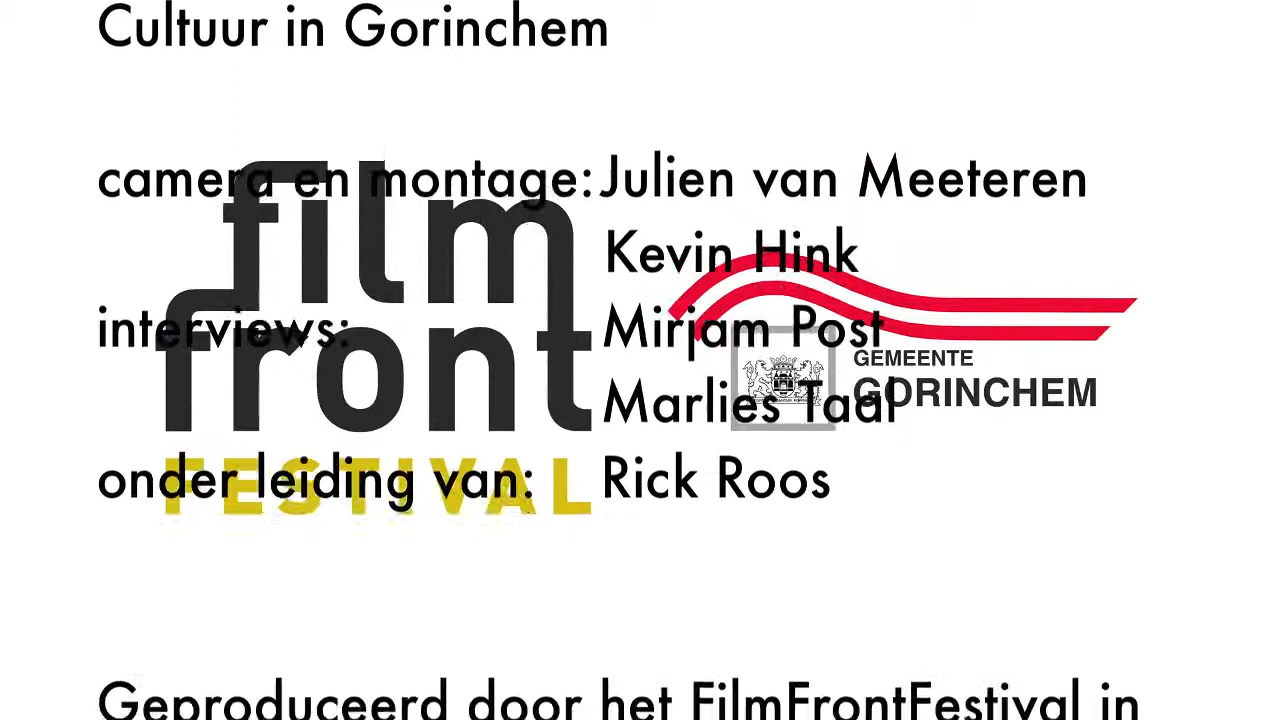 Cultuur in Gorinchem
camera en montage: Julien van Meeteren
Kevin Hink
interviews: Mirjam Post
Marlies Taal
onder leiding van: Rick Roos
Geproduceerd door het FilmFrontFestival in
film
front
FESTIVAL
GEMEENTE
GORINCHEM